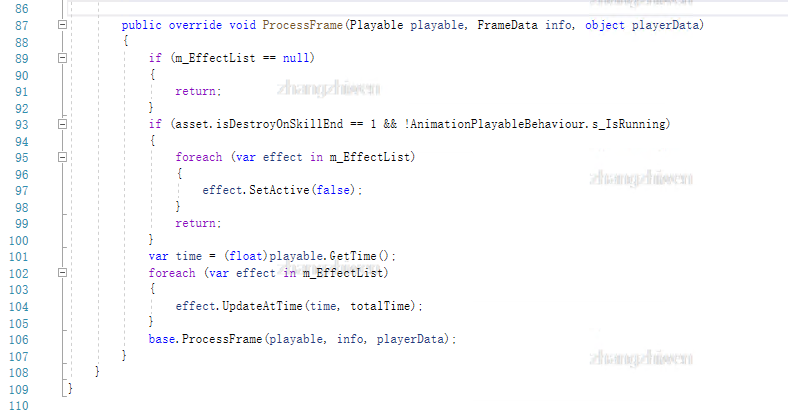 86
87 public override void ProcessFrame(Playable playable, FrameData info, object playerData)
88 {
89 if (m_EffectList == null)
90 {
91 return;
92 }
93 if (asset.isDestroyOnSkillEnd == 1 && !AnimationPlayableBehaviour.s_IsRunning)
94 {
95 foreach (var effect in m_EffectList)
96 {
97 effect.SetActive(false);
98 }
99 return;
100 }
101 var time = (float)playable.GetTime();
102 foreach (var effect in m_EffectList)
103 {
104 effect.UpdateAtTime(time, totalTime);
105 }
106 base.ProcessFrame(playable, info, playerData);
107 }
108 }
109 }
110